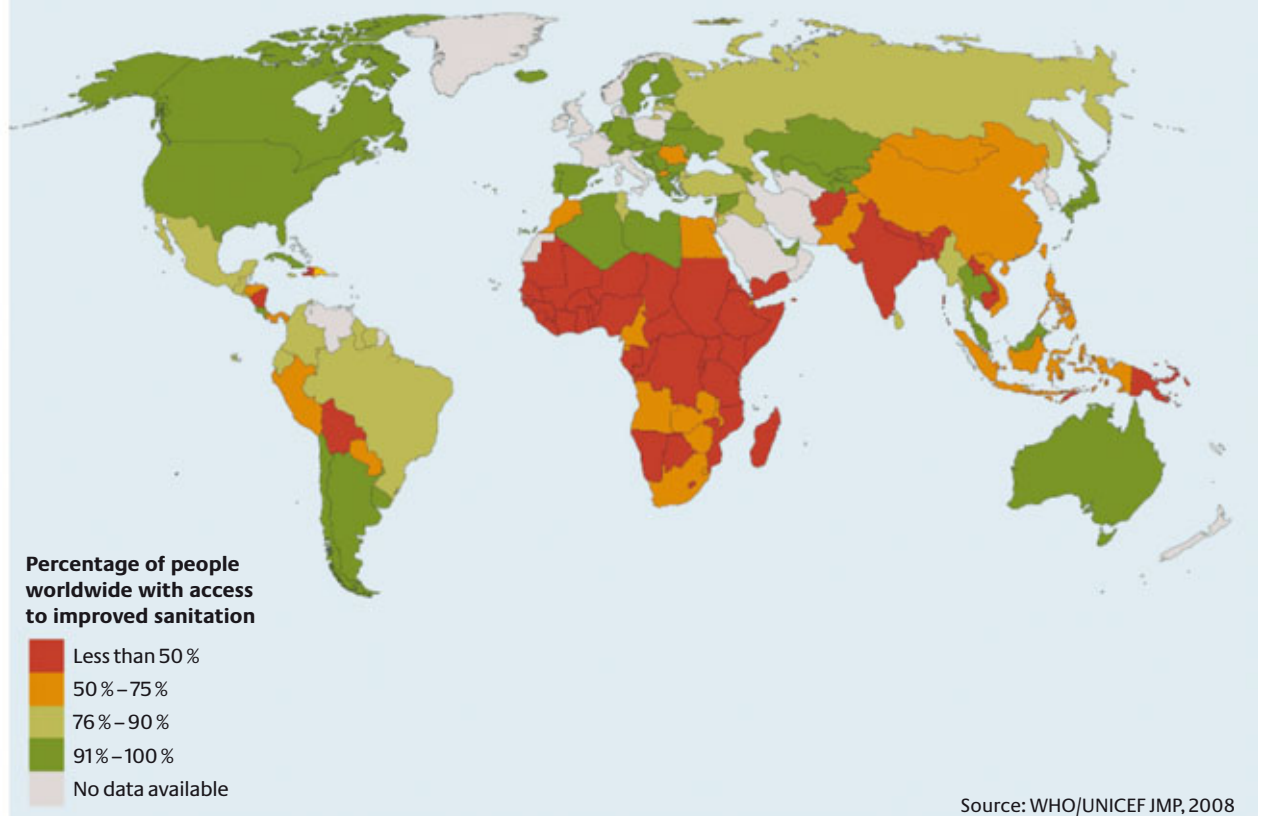 Percentage of people
worldwide with access
to improved sanitation
Less than 50 %
50 % – 75 %
76 % – 90 %
91 % – 100 %
No data available
Source: WHO/UNICEF JMP, 2008